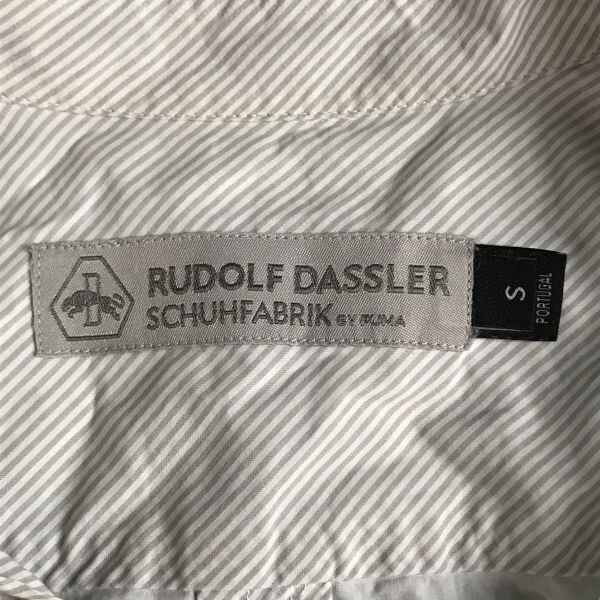 D
RUDOLF DASSLER
SCHUHFABRIK BY PUMA
S
PORTUGAL